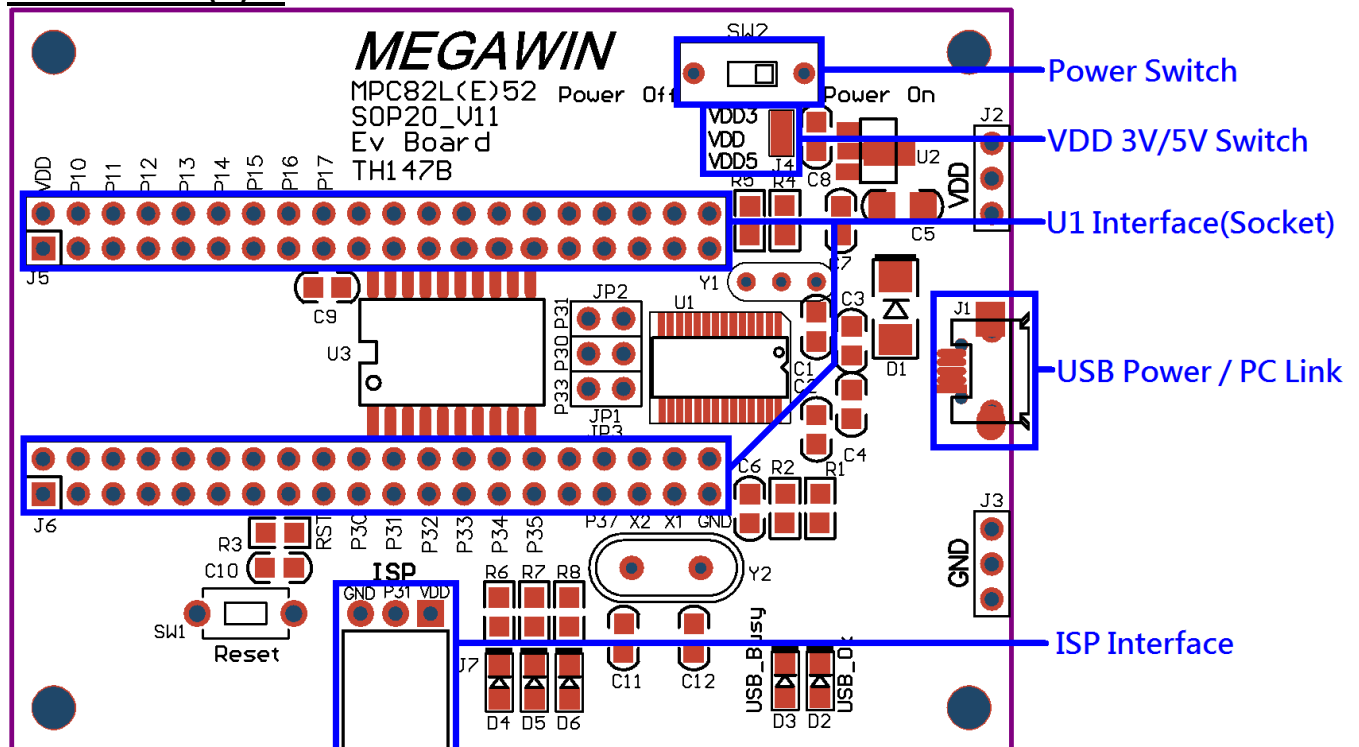 MEGAWIN
MPC82L(E)52
SOP20_V11
Ev Board
TH147B
SW2
Power Off
Power On
Power Switch
VDD3
VDD
VDD5
J4
VDD 3V/5V Switch
C8
U2
J2
VDD
VDD
P10
P11
P12
P13
P14
P15
P16
P17
R5
R4
C5
U1 Interface(Socket)
J5
C7
C9
Y1
U3
JP2
P31
P30
P33
JP1
JP3
U1
C1
C2
C3
C4
D1
J1
USB Power / PC Link
J6
C6
R2
R1
RST
P30
P31
P32
P33
P34
P35
P37
X2
X1
GND
R3
C10
SW1
Reset
ISP
GND
P31
VDD
J7
R6
R7
R8
D4
D5
D6
Y2
C11
C12
USB_Busy
USB_Ok
D3
D2
J3
GND
ISP Interface